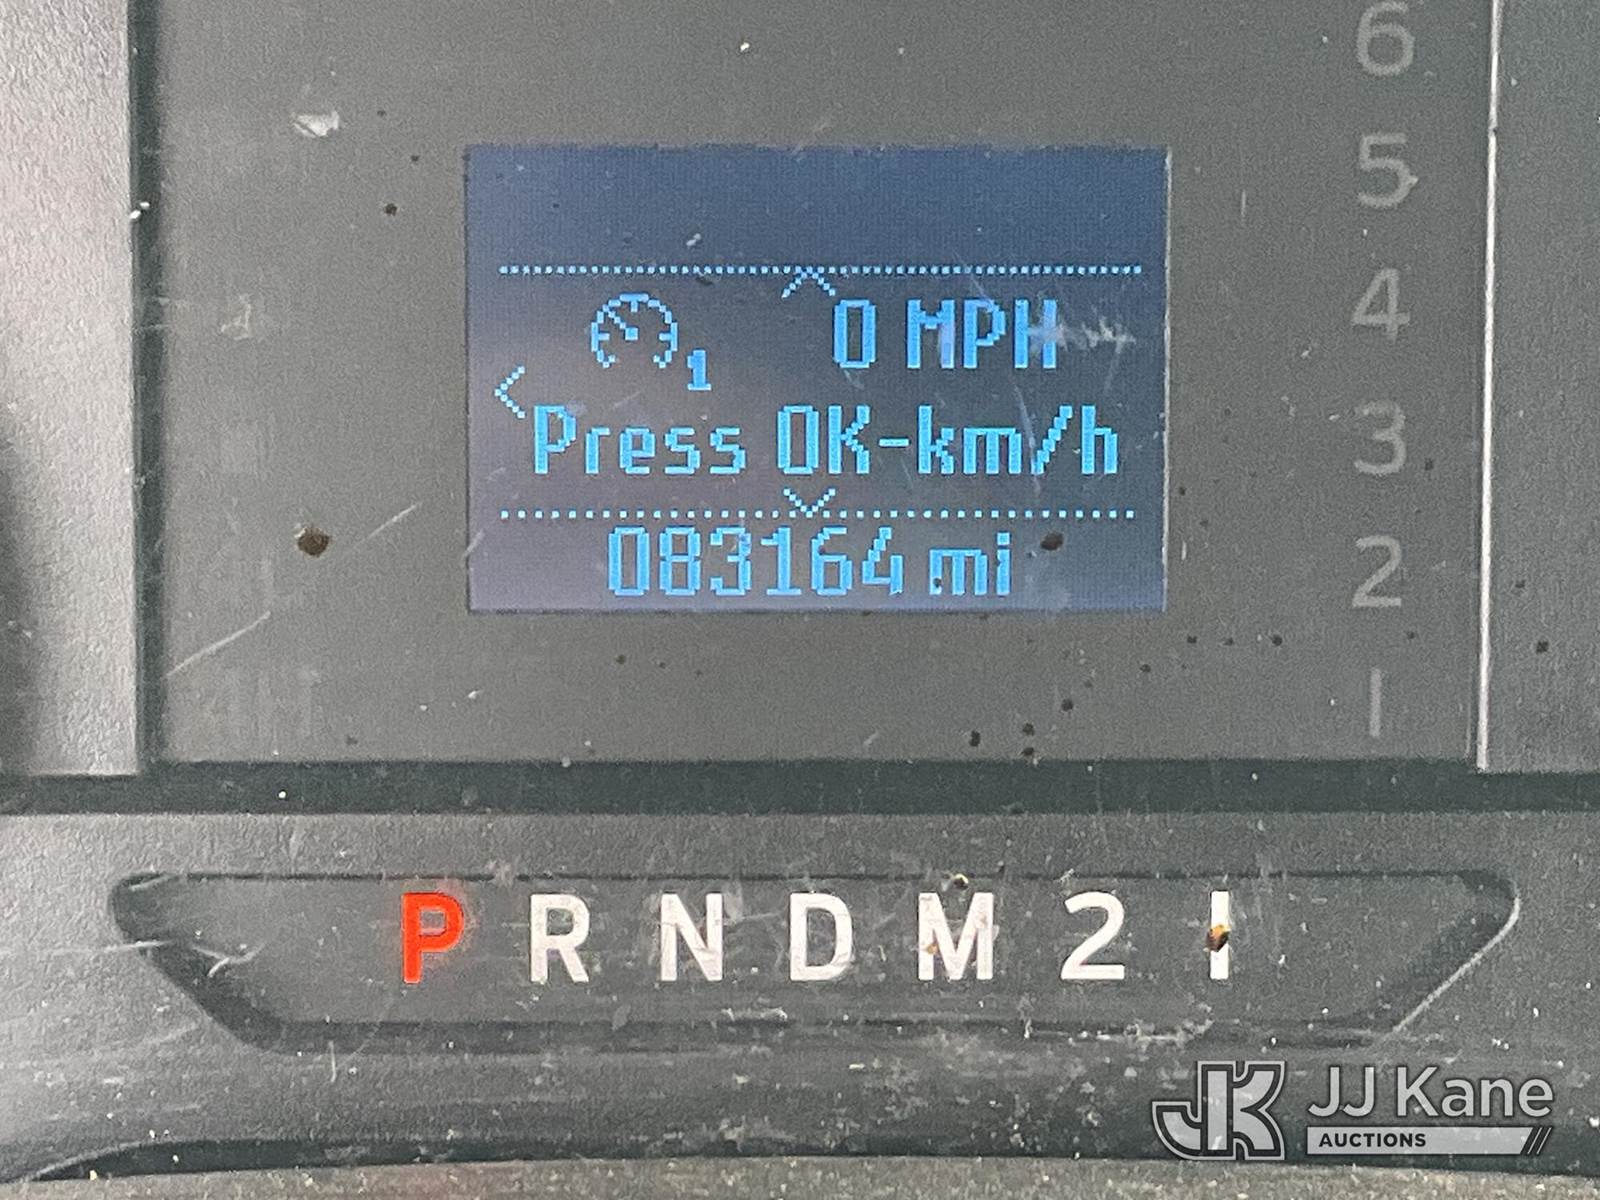 6
5
4
3
2
1
1 0 MPH
Press OK-km/h
083164 mi
P R N D M 2 1
JK JJ Kane
AUCTIONS